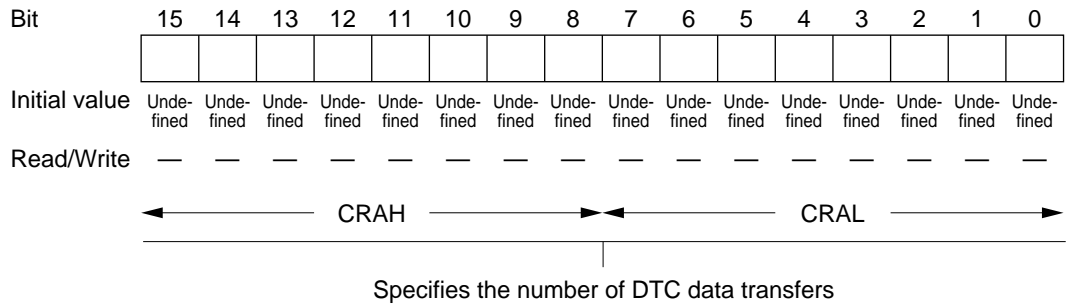 Bit 15 14 13 12 11 10 9 8 7 6 5 4 3 2 1 0
Initial value Unde- Unde- Unde- Unde- Unde- Unde- Unde- Unde- Unde- Unde- Unde- Unde- Unde- Unde- Unde- Unde-
fined fined fined fined fined fined fined fined fined fined fined fined fined fined fined fined
Read/Write — — — — — — — — — — — — — — — —
CRAH CRAL
Specifies the number of DTC data transfers